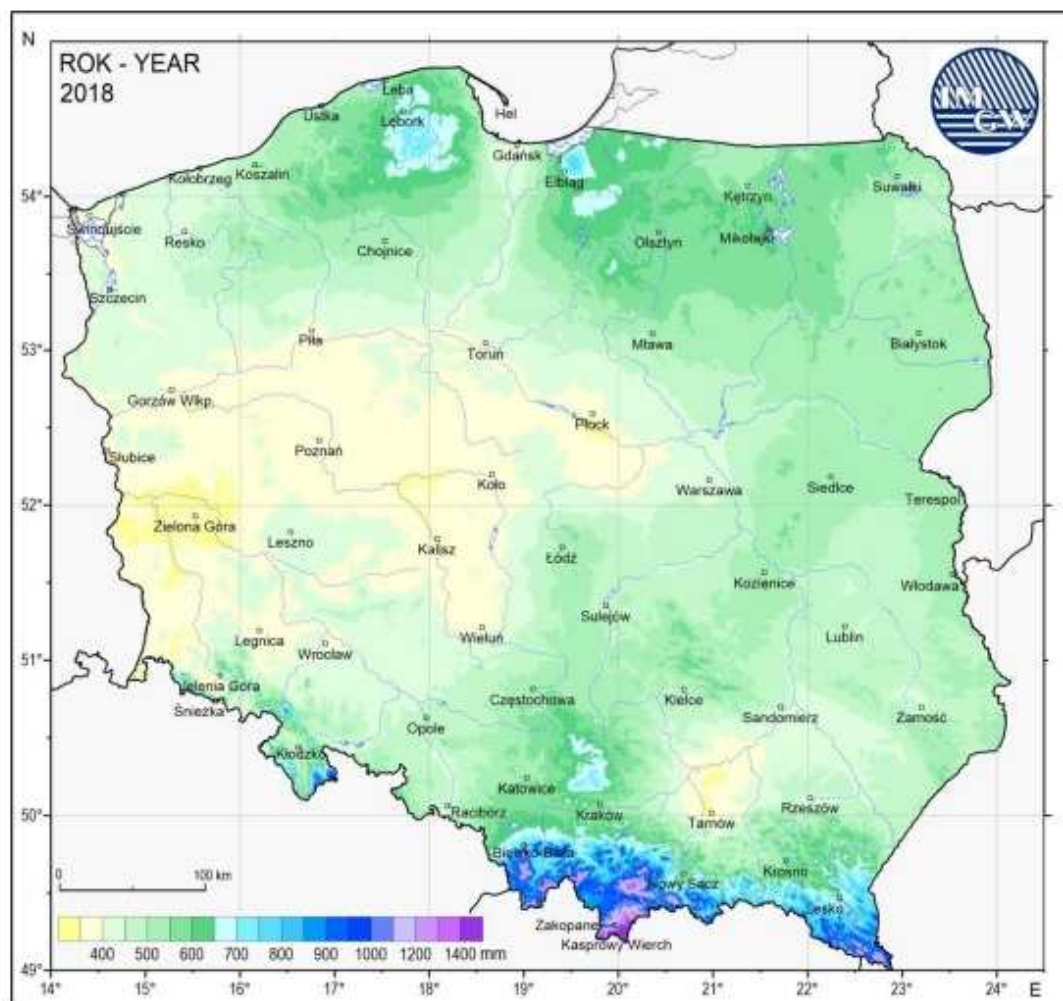 N
ROK - YEAR
2018
IM
GW
Łeba
Ustka
Lębork
Hel
Gdańsk
54°
Kołobrzeg
Koszalin
Elbląg
Kętrzyn
Suwałki
Świnoujście
Resko
Chojnice
Olsztyn
Mikołajki
Szczecin
53°
Piła
Toruń
Mława
Białystok
Gorzów Wlkp.
Płock
Słubice
Poznań
Koło
Warszawa
Siedlce
52°
Zielona Góra
Terespol
Leszno
Kalisz
Łódź
Kozienice
Włodawa
Sulejów
Legnica
Wrocław
Wieluń
Lublin
51°
Jelenia Góra
Śnieżka
Częstochowa
Kielce
Sandomierz
Zamość
Opole
Kłodzko
Katowice
Rzeszów
50°
Racibórz
Kraków
Tarnów
Bielsko-Biała
Krosno
0 100 km
Nowy Sącz
Lesko
Zakopane
Kasprowy Wierch
400 500 600 700 800 900 1000 1200 1400 mm
49°
14° 15° 16° 17° 18° 19° 20° 21° 22° 23° 24° E